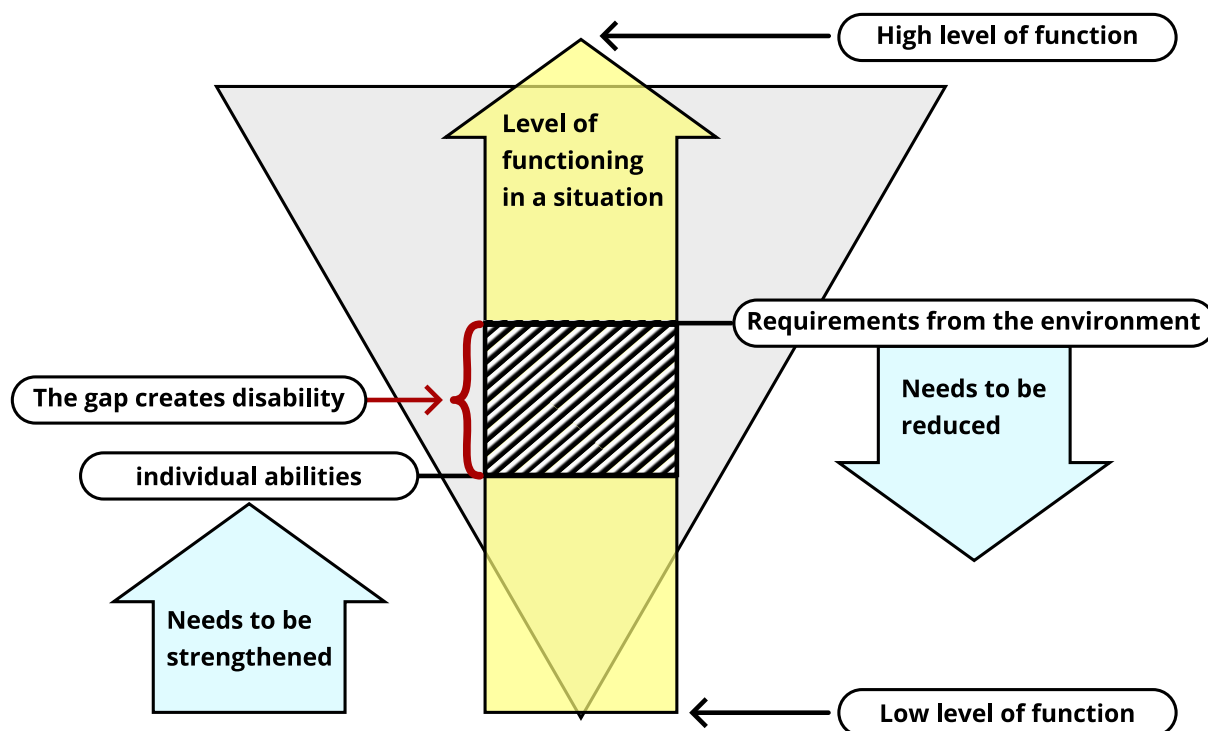 High level of function
Level of
functioning
in a situation
Requirements from the environment
Needs to be
reduced
The gap creates disability
individual abilities
Needs to be
strengthened
Low level of function